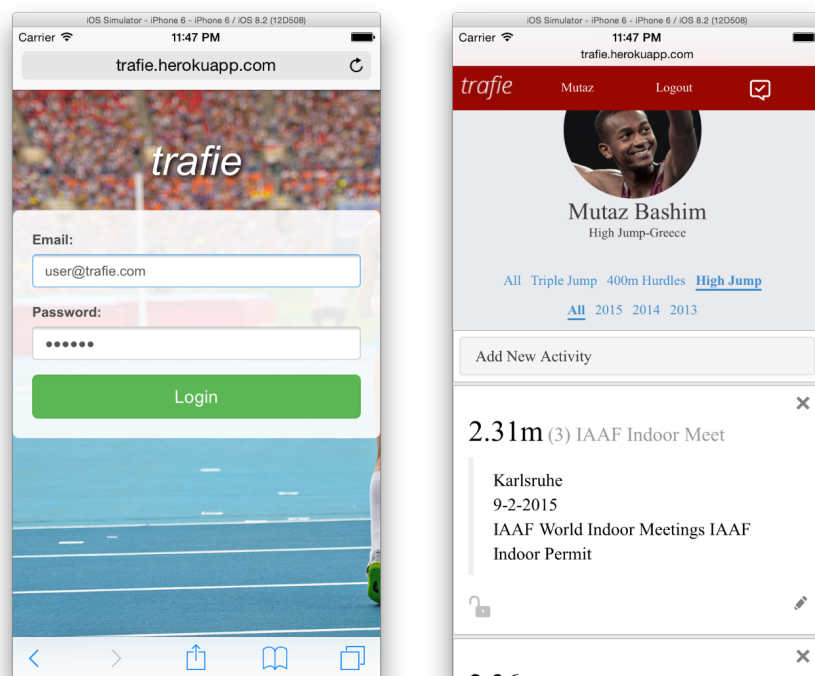 iOS Simulator - iPhone 6 - iPhone 6 / iOS 8.2 (12D508)
Carrier 11:47 PM
trafie.herokuapp.com
trafie
Email:
user@trafie.com
Password:
••••••
Login
iOS Simulator - iPhone 6 - iPhone 6 / iOS 8.2 (12D508)
Carrier 11:47 PM
trafie.herokuapp.com
trafie Mutaz Logout
Mutaz Bashim
High Jump-Greece
All Triple Jump 400m Hurdles High Jump
All 2015 2014 2013
Add New Activity
2.31m (3) IAAF Indoor Meet
Karlsruhe
9-2-2015
IAAF World Indoor Meetings IAAF
Indoor Permit